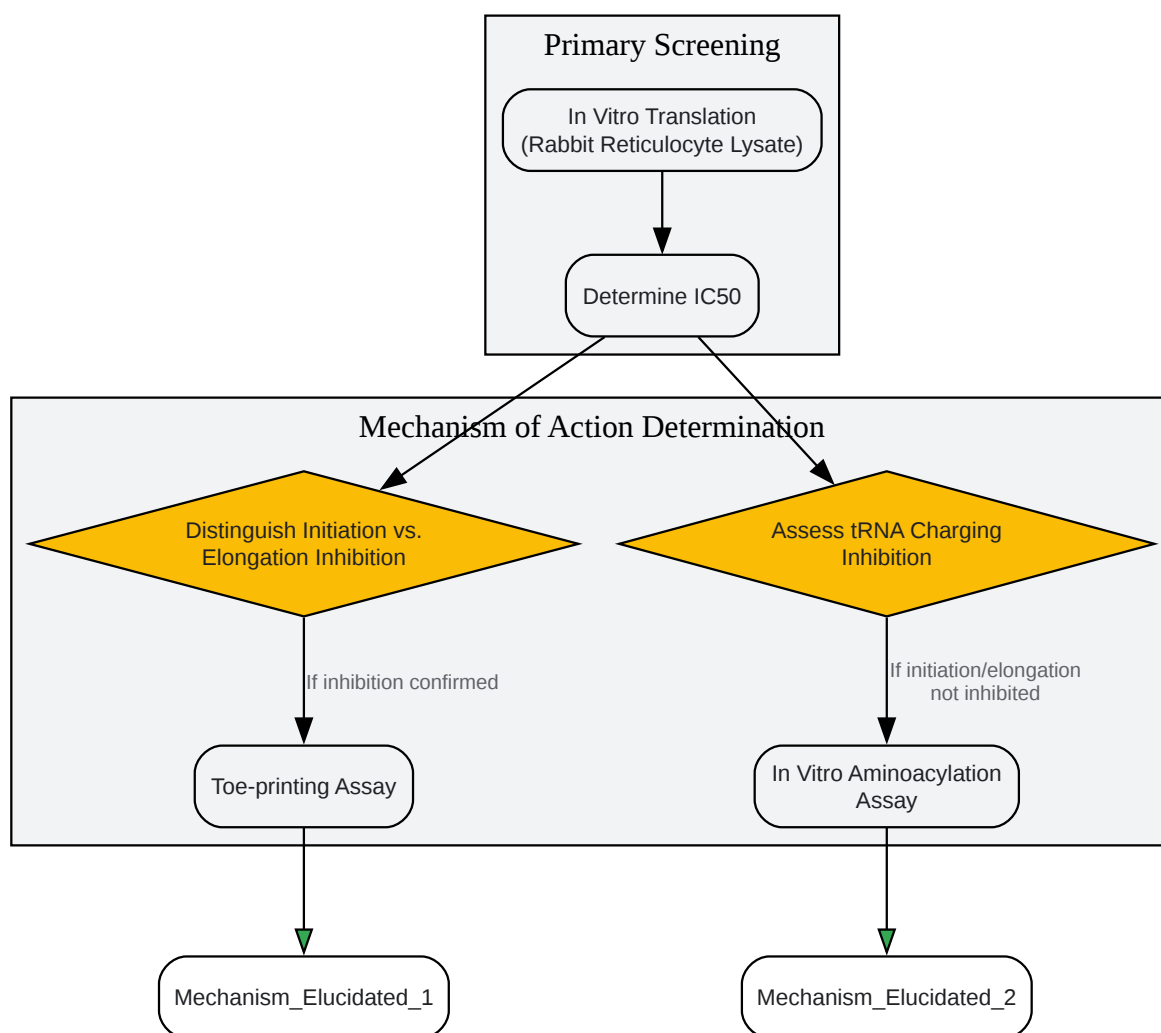 Primary Screening
In Vitro Translation
(Rabbit Reticulocyte Lysate)
Determine IC50
Mechanism of Action Determination
Distinguish Initiation vs.
Elongation Inhibition
Assess tRNA Charging
Inhibition
If inhibition confirmed
If initiation/elongation
not inhibited
Toe-printing Assay
In Vitro Aminoacylation
Assay
Mechanism_Elucidated_1
Mechanism_Elucidated_2